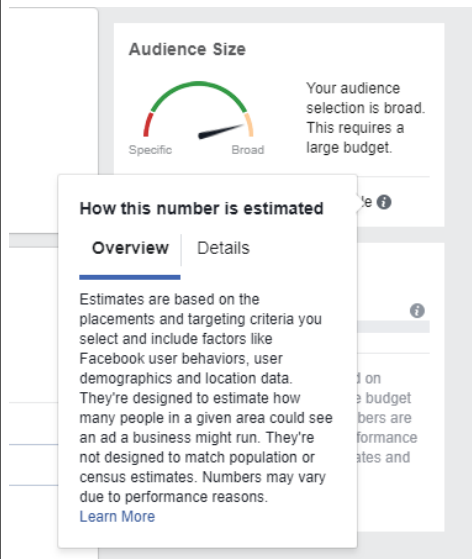 Audience Size
Your audience
selection is broad.
This requires a
large budget.
Specific
Broad
How this number is estimated
Overview
Details
Estimates are based on the
placements and targeting criteria you
select and include factors like
Facebook user behaviors, user
demographics and location data.
They're designed to estimate how
many people in a given area could see
an ad a business might run. They're
not designed to match population or
census estimates. Numbers may vary
due to performance reasons.
Learn More
on
budget
are
and